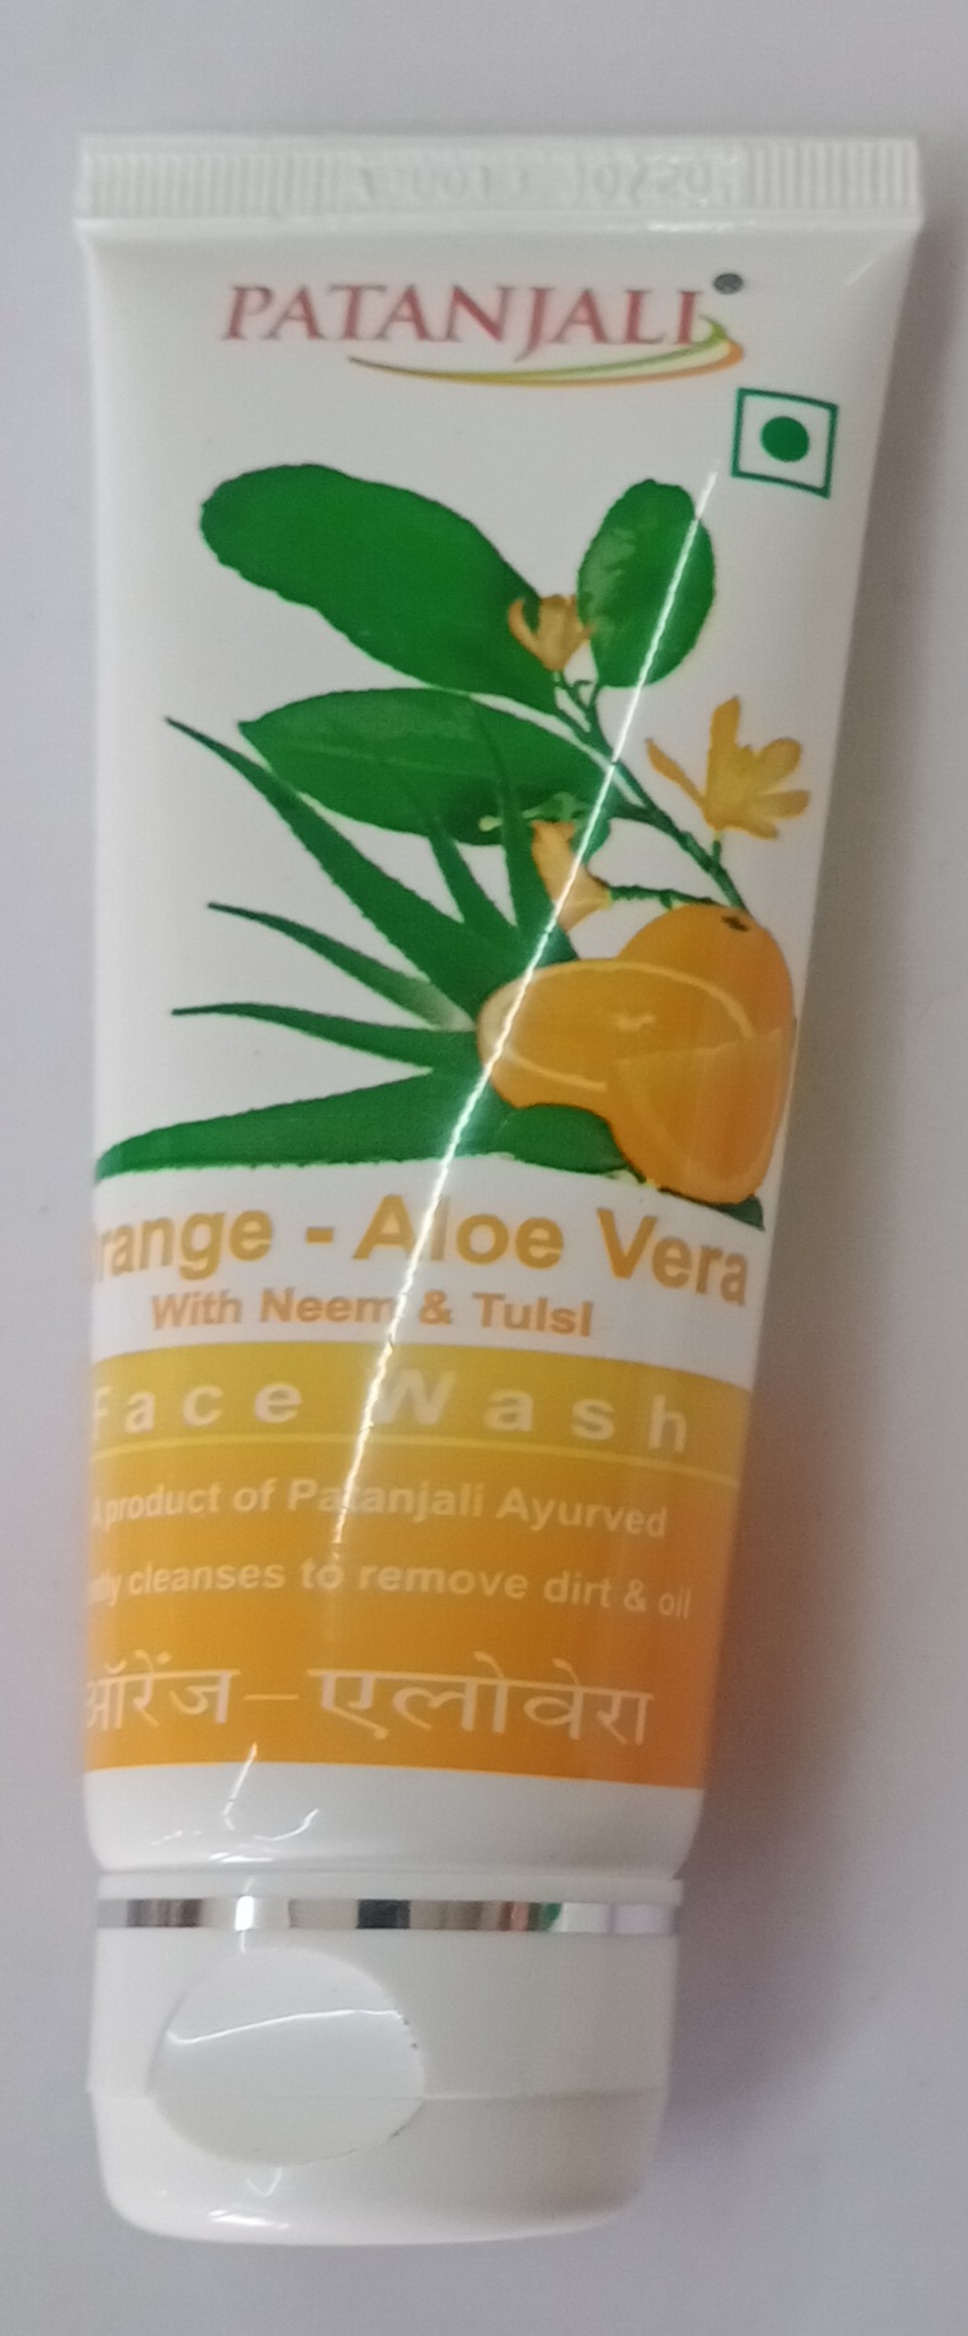 PATANJALI
Orange - Aloe Vera
With Neem & Tulsi
Face Wash
A product of Patanjali Ayurved
cleanses to remove dirt & oil
ऑरेंज - एलोवेरा